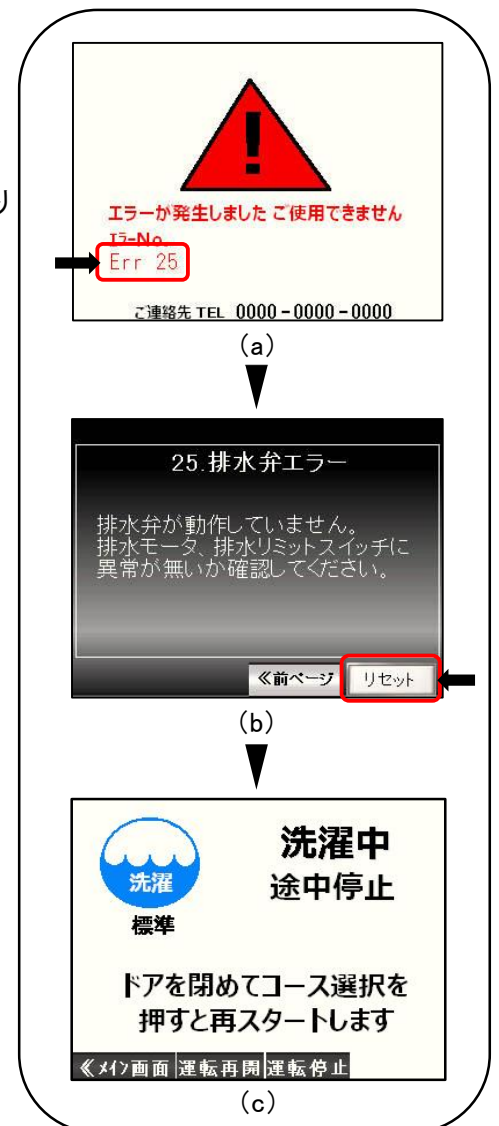 り
エラーが発生しました ご使用できません
エラーNo.
Err 25
ご連絡先 TEL 0000-0000-0000
(a)
25.排水弁エラー
排水弁が動作していません。
排水モータ、排水リミットスイッチに
異常が無いか確認してください。
≪前ページ リセット
(b)
洗濯
標準
洗濯中
途中停止
ドアを閉めてコース選択を
押すと再スタートします
≪メイン画面 運転再開 運転停止
(c)